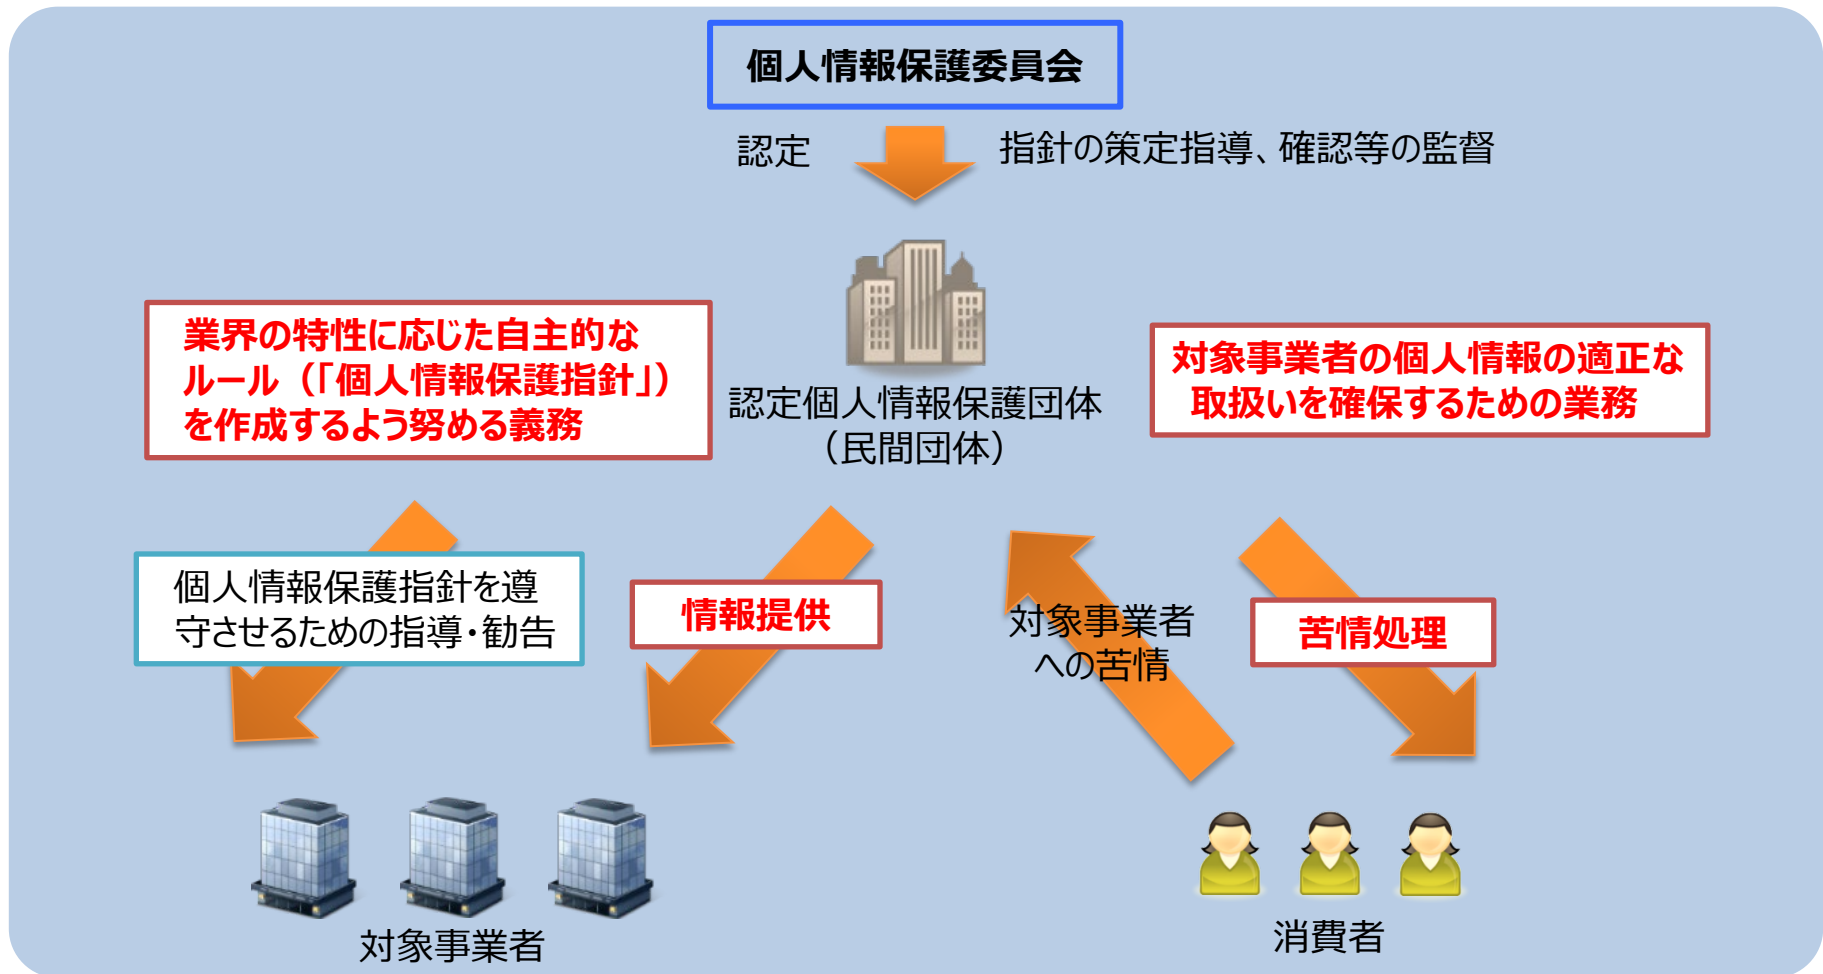 個人情報保護委員会
認定
指針の策定指導、確認等の監督
業界の特性に応じた自主的な
ルール（「個人情報保護指針」）
を作成するよう努める義務
認定個人情報保護団体
（民間団体）
対象事業者の個人情報の適正な
取扱いを確保するための業務
個人情報保護指針を遵
守させるための指導・勧告
情報提供
対象事業者
への苦情
苦情処理
対象事業者
消費者